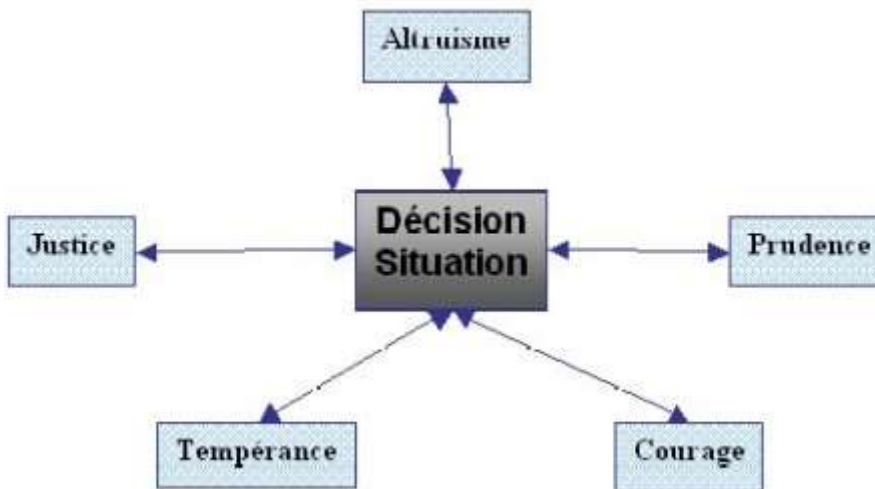 Altruisme
Décision
Situation
Justice
Prudence
Tempérance
Courage